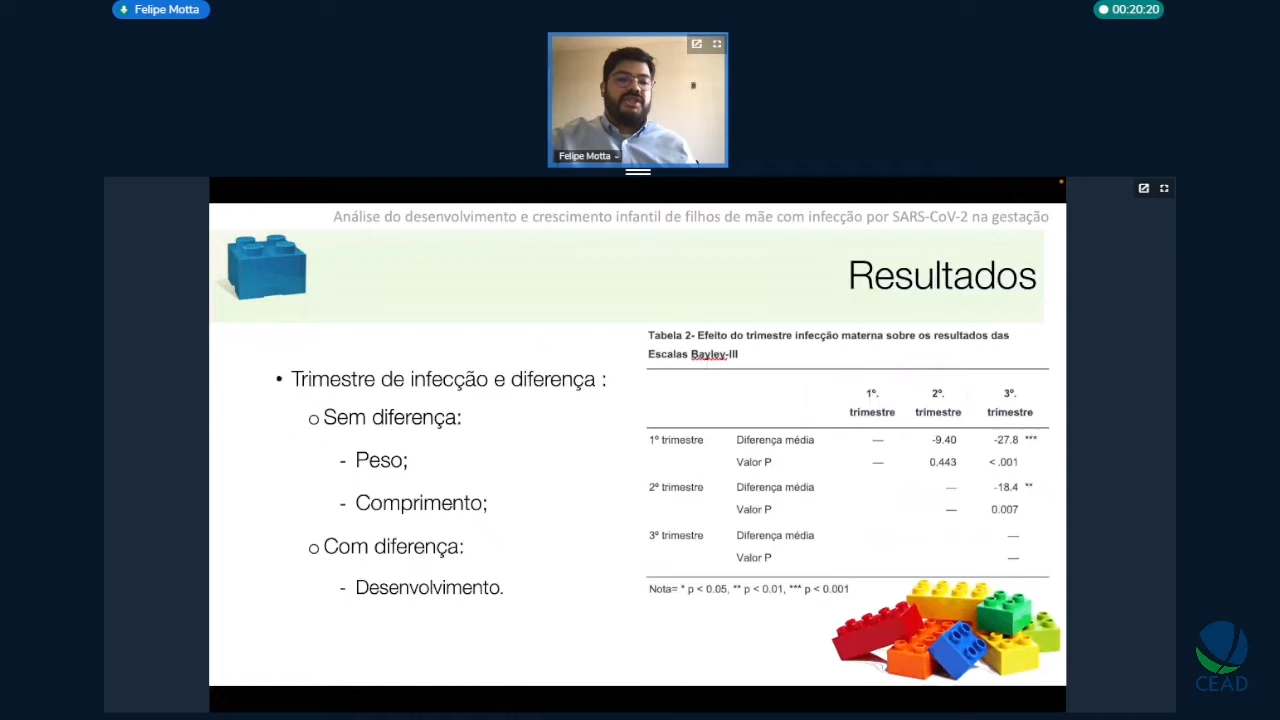 Felipe Motta
00:20:20
Felipe Motta
Análise do desenvolvimento e crescimento infantil de filhos de mãe com infecção por SARS-CoV-2 na gestação
Resultados
• Trimestre de infecção e diferença :
o Sem diferença:
- Peso;
- Comprimento;
o Com diferença:
- Desenvolvimento.
Tabela 2- Efeito do trimestre infecção materna sobre os resultados das
Escalas Bayley-III
1º. 2º. 3º.
trimestre trimestre trimestre
1º trimestre Diferença média — -9.40 -27.8 ***
Valor P — 0.443 < .001
2º trimestre Diferença média — -18.4 **
Valor P — 0.007
3º trimestre Diferença média —
Valor P —
Nota= * p < 0.05, ** p < 0.01, *** p < 0.001
CEAD